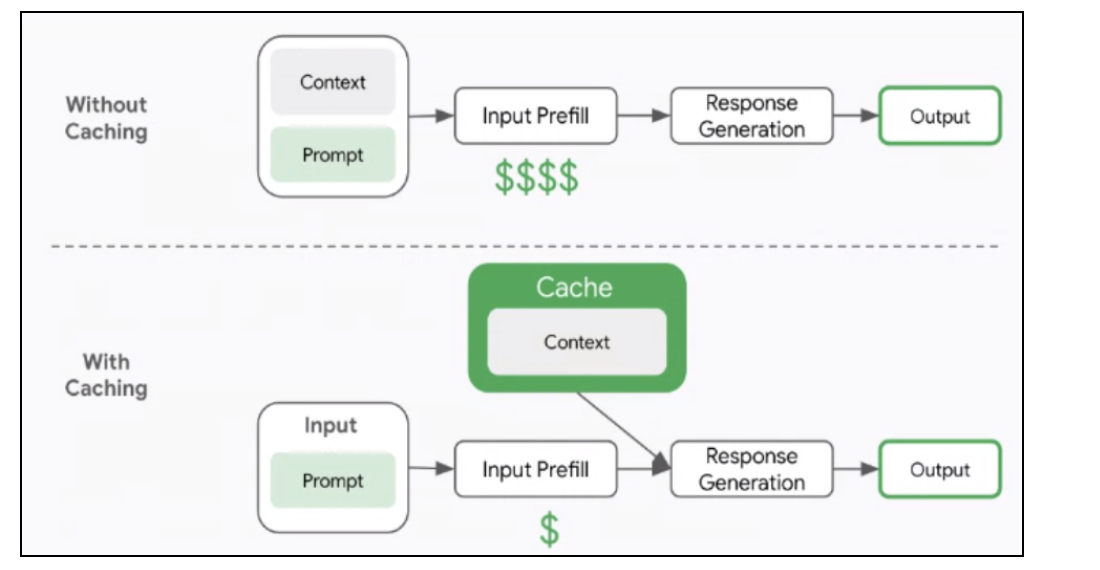 Without
Caching
Context
Prompt
Input Prefill
$$$$
Response
Generation
Output
Cache
Context
With
Caching
Input
Prompt
Input Prefill
$
Response
Generation
Output